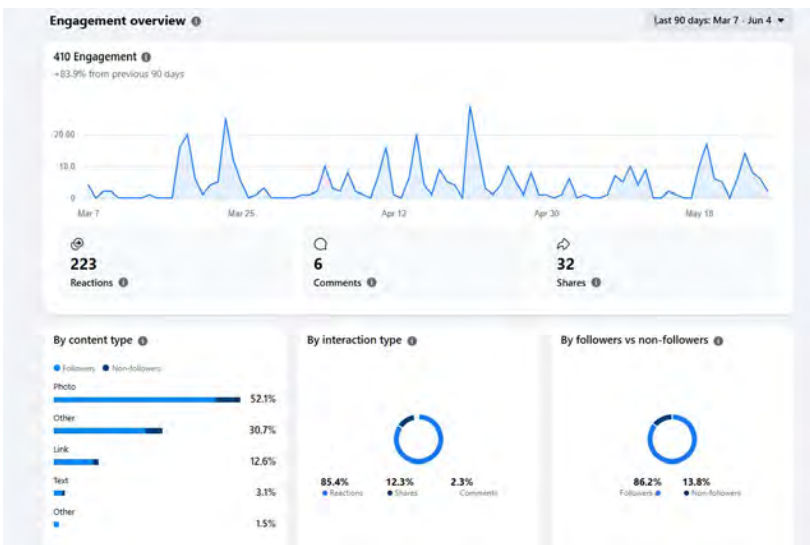 Engagement overview
Last 90 days: Mar 7 - Jun 4
410 Engagement
+83.9% from previous 90 days
20.00
10.0
0
Mar 7
Mar 25
Apr 12
Apr 30
May 18
223
6
32
Reactions
Comments
Shares
By content type
Followers Non-followers
Photo
52.1%
Other
30.7%
Link
12.6%
Text
3.1%
Other
1.5%
By interaction type
85.4% 12.3% 2.3%
Reactions Shares Comments
By followers vs non-followers
86.2% 13.8%
Followers Non-followers